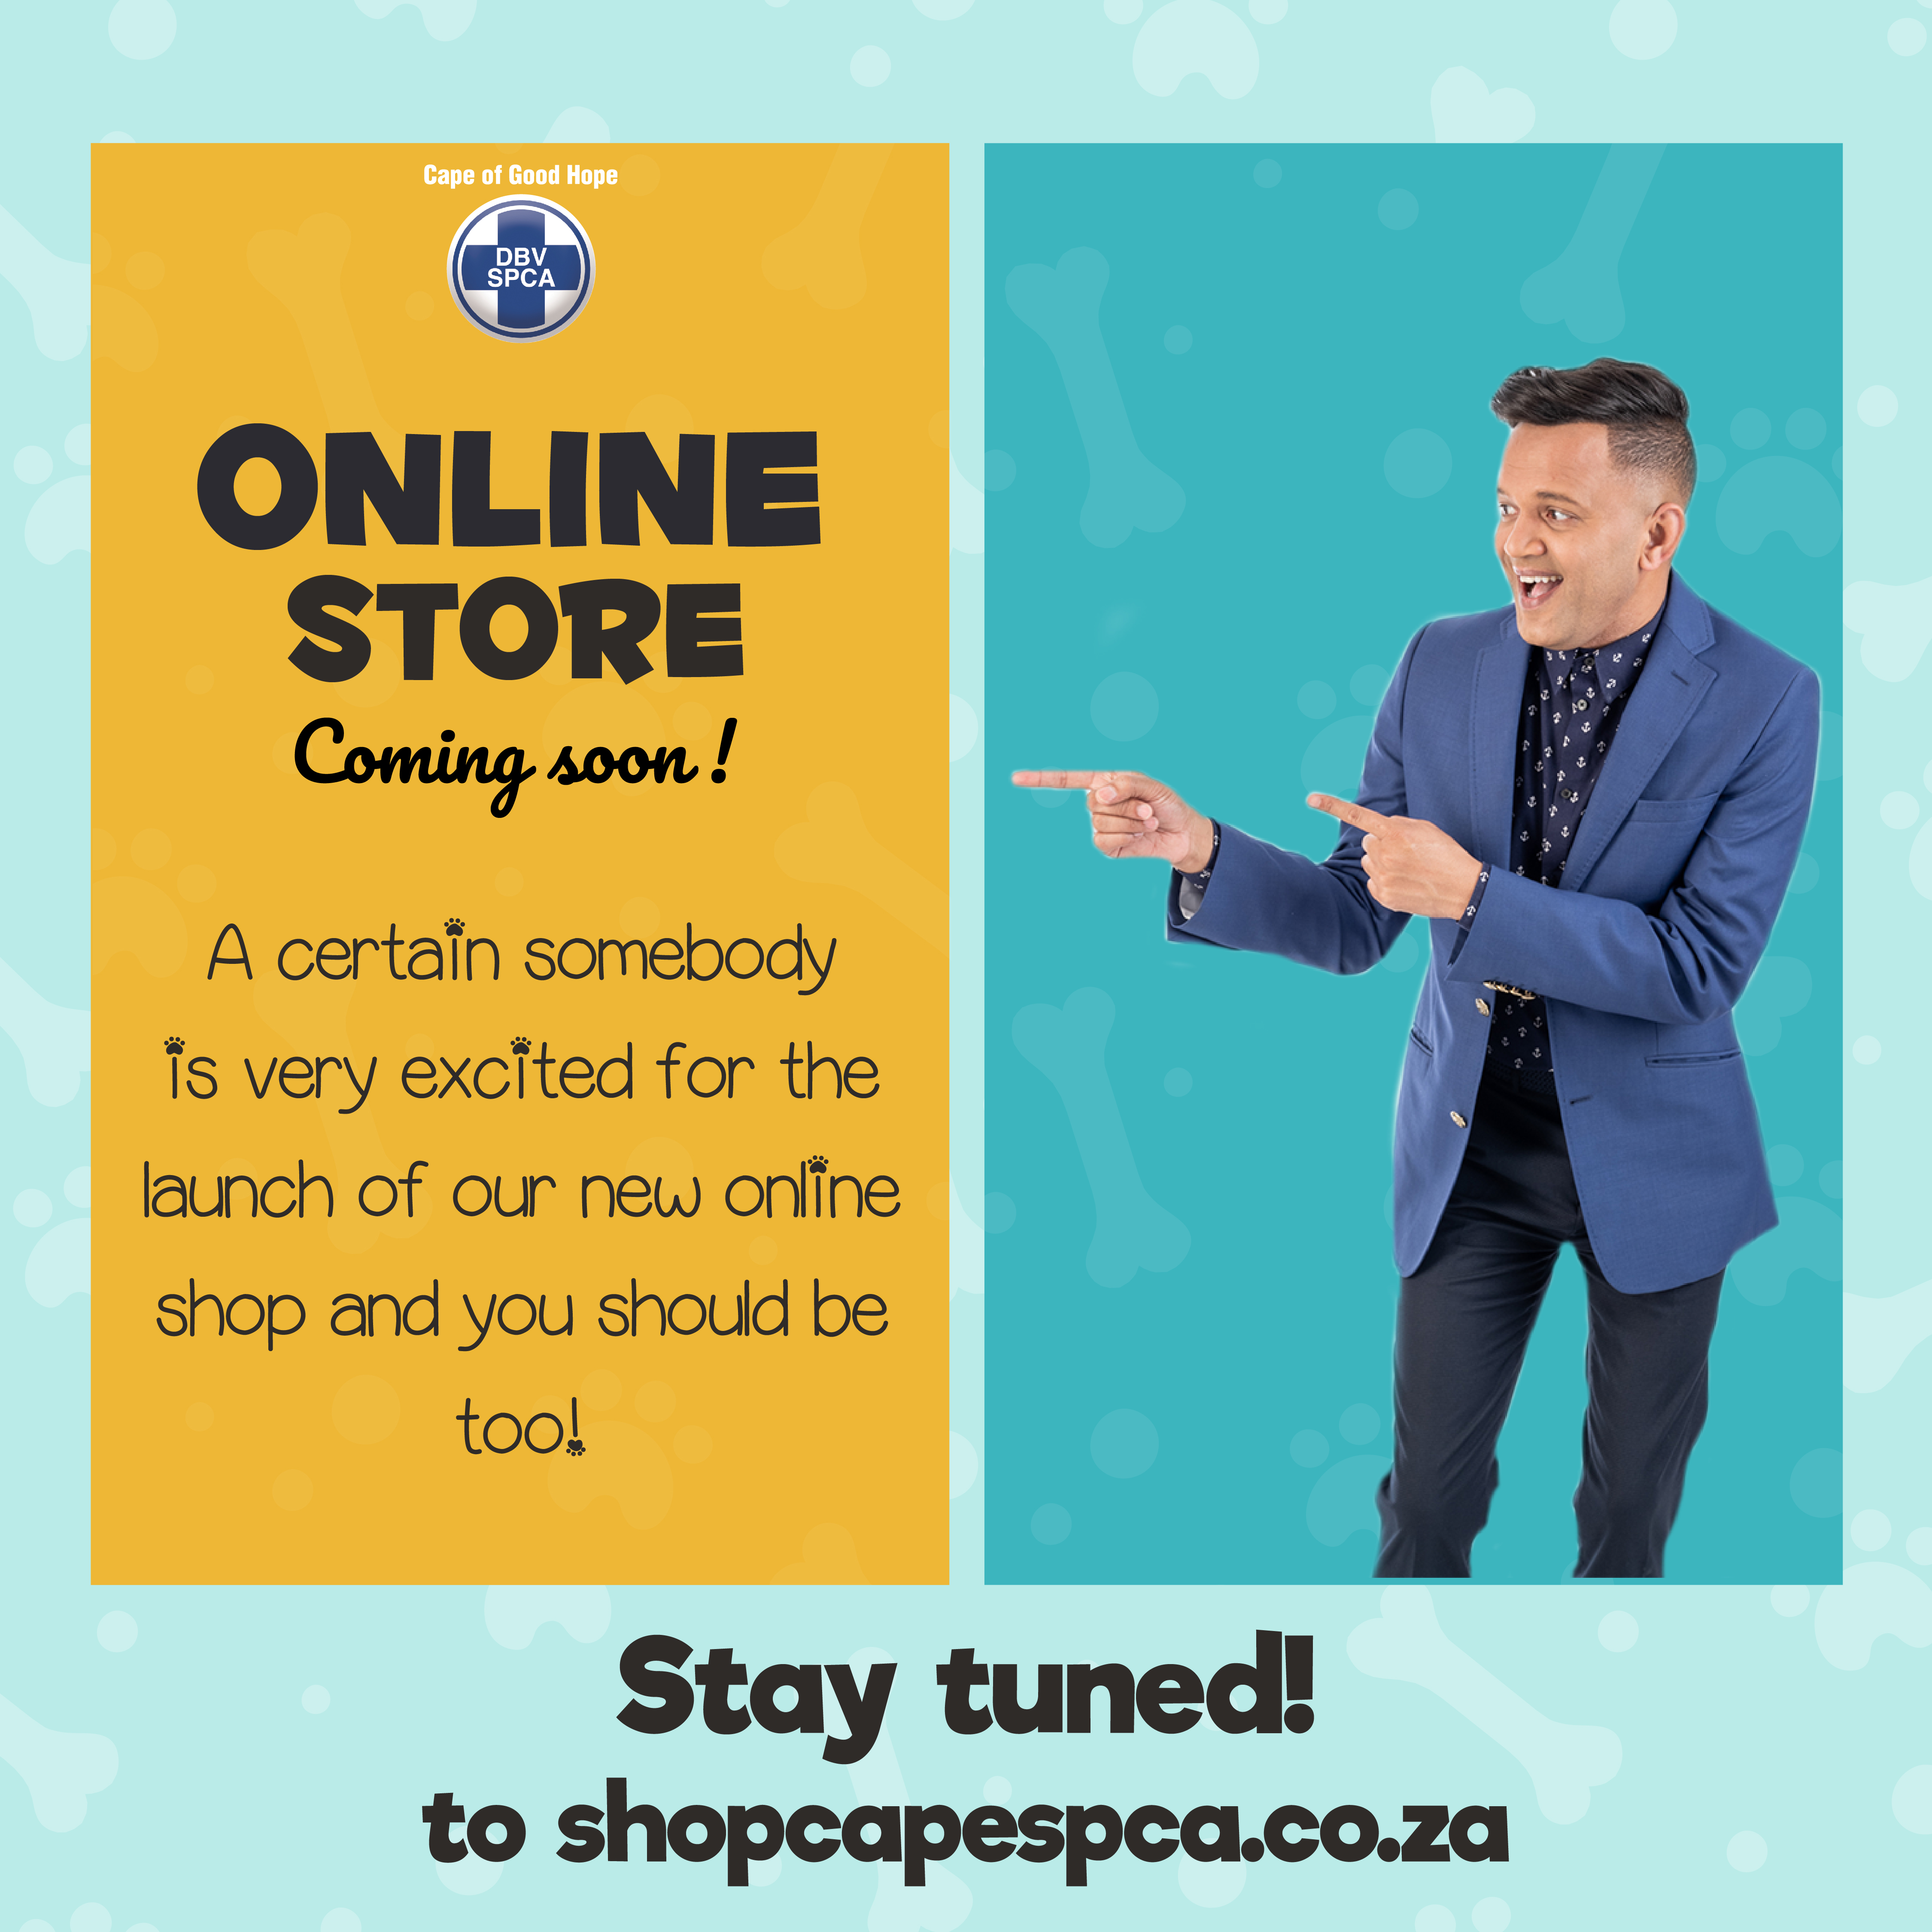 Cape of Good Hope
DBV
SPCA
ONLINE
STORE
Coming soon!
A certain somebody
is very excited for the
launch of our new online
shop and you should be
too!
Stay tuned!
to shopcapespca.co.za